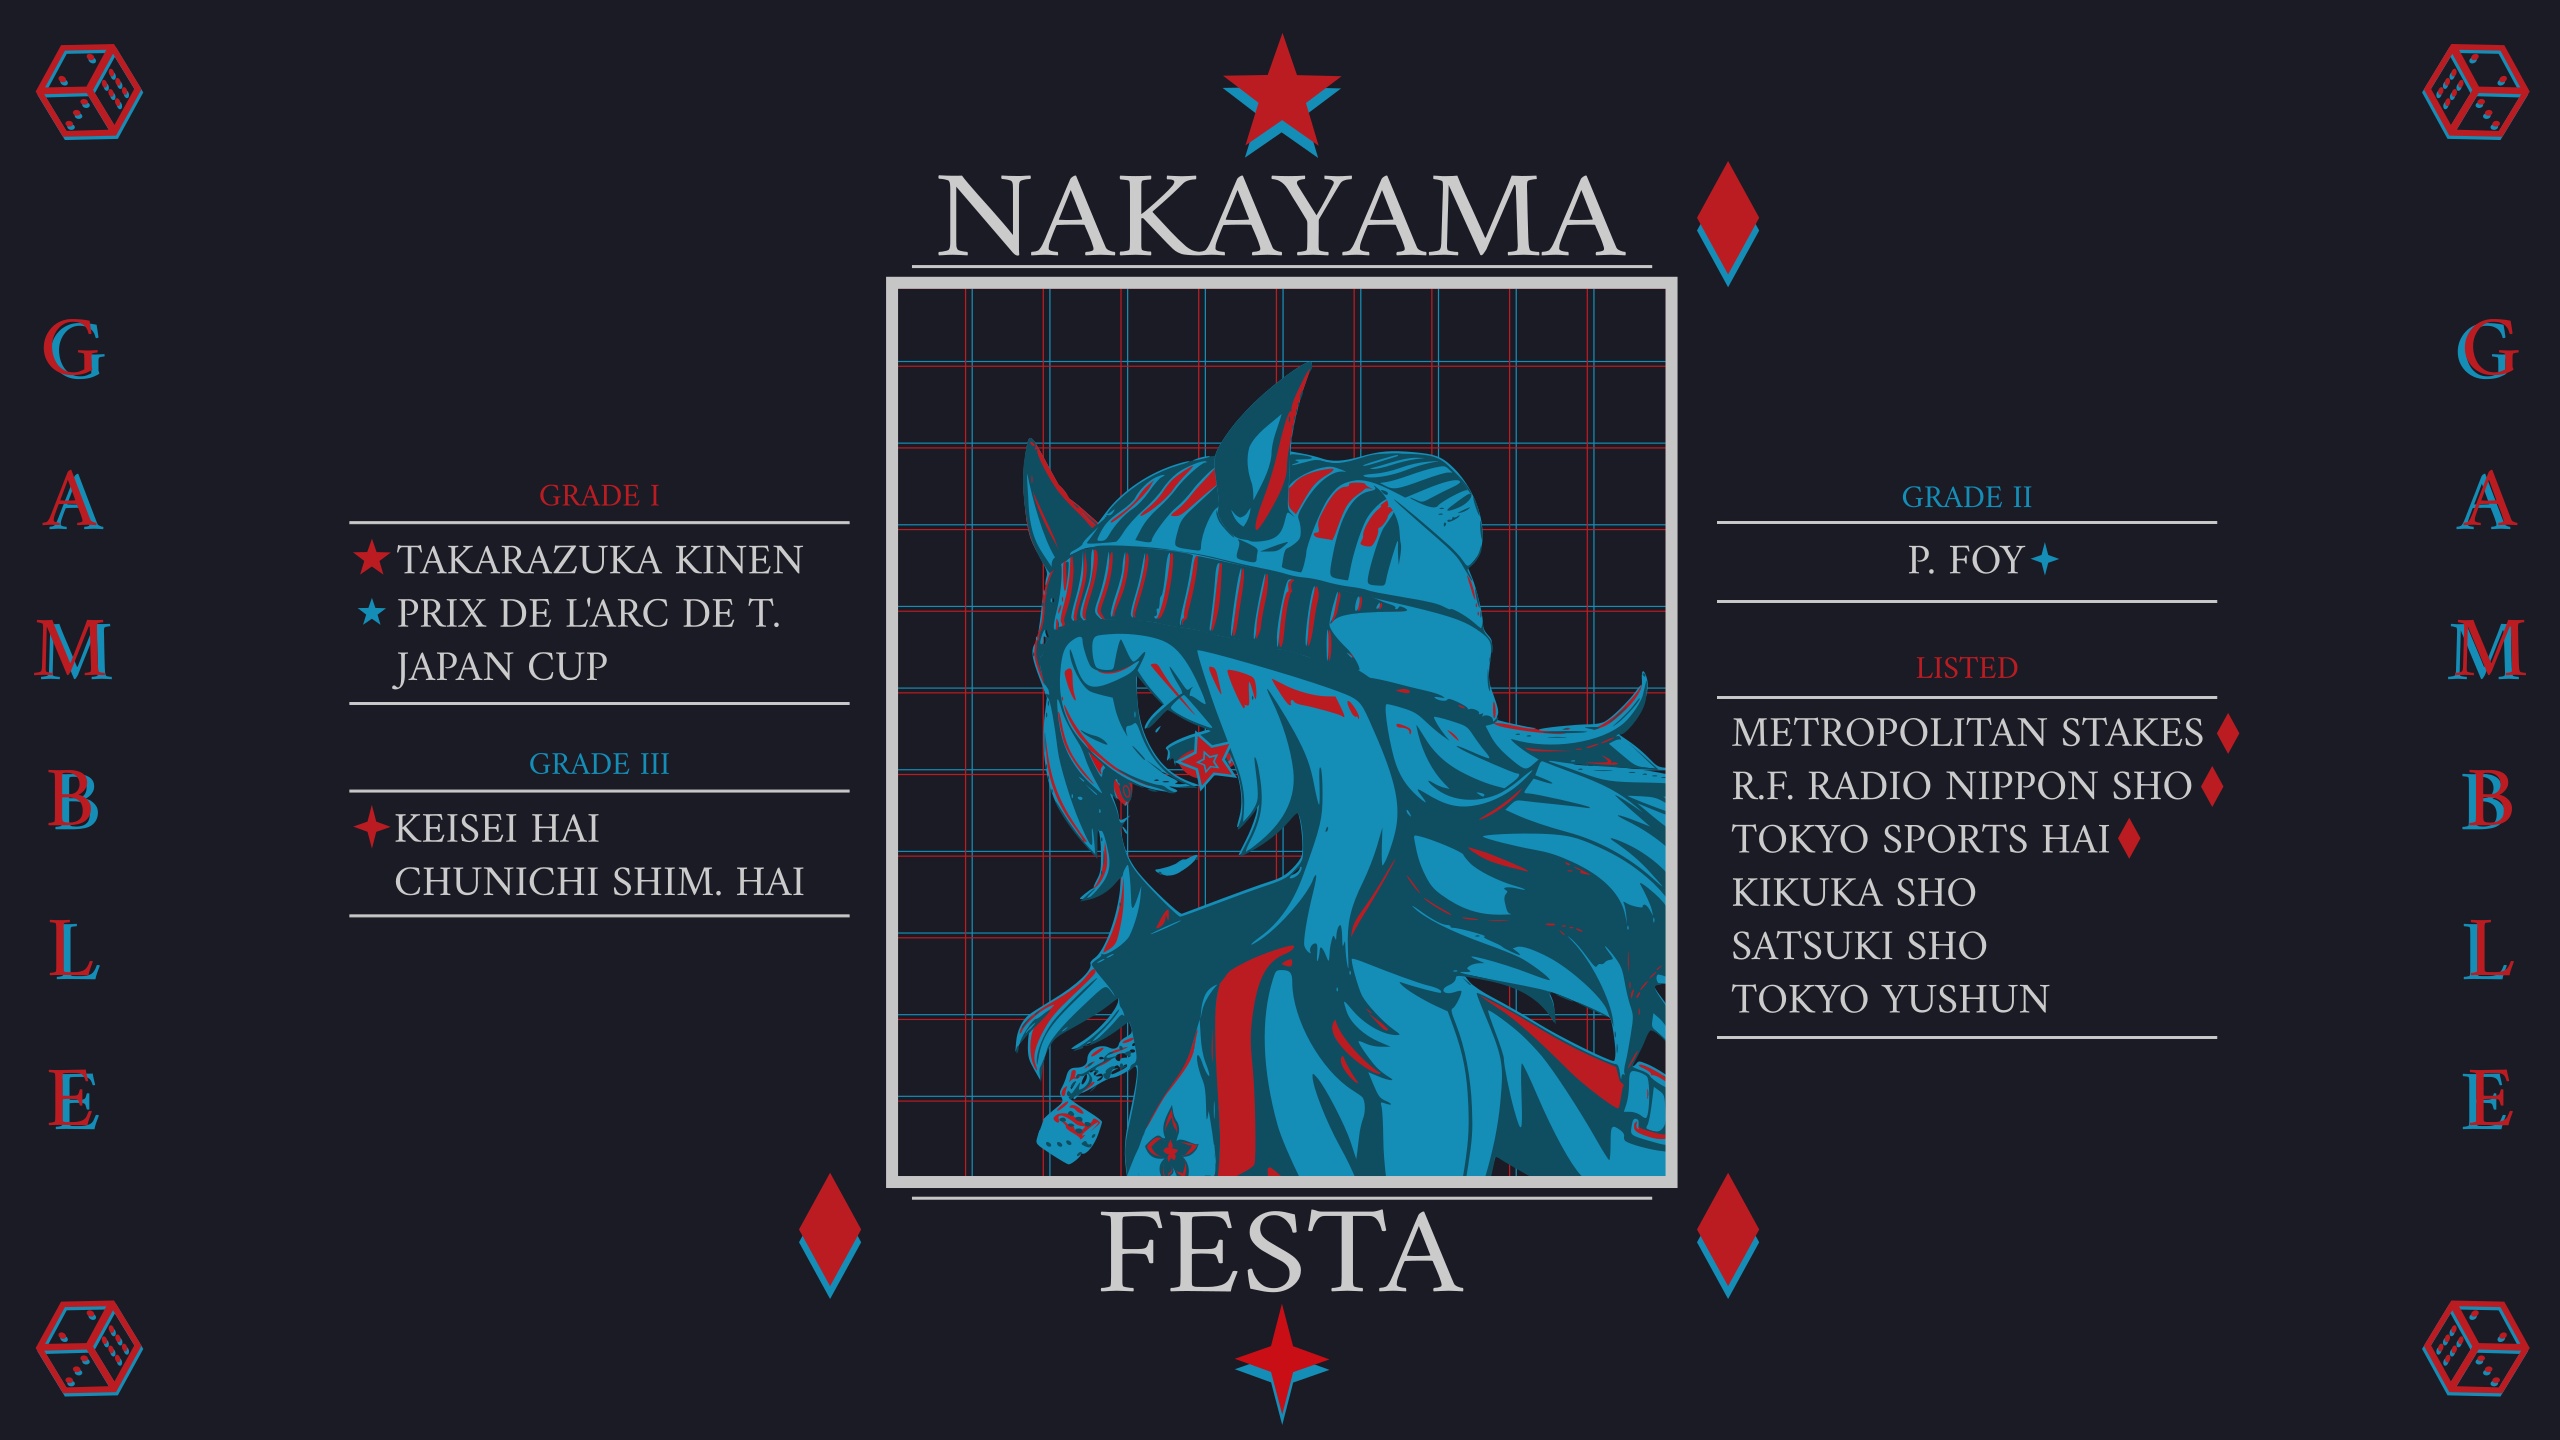 NAKAYAMA
G
A
M
B
L
E
GRADE I
TAKARAZUKA KINEN
PRIX DE L'ARC DE T.
JAPAN CUP
GRADE III
KEISEI HAI
CHUNICHI SHIM. HAI
GRADE II
P. FOY
LISTED
METROPOLITAN STAKES
R.F. RADIO NIPPON SHO
TOKYO SPORTS HAI
KIKUKA SHO
SATSUKI SHO
TOKYO YUSHUN
G
A
M
B
L
E
FESTA